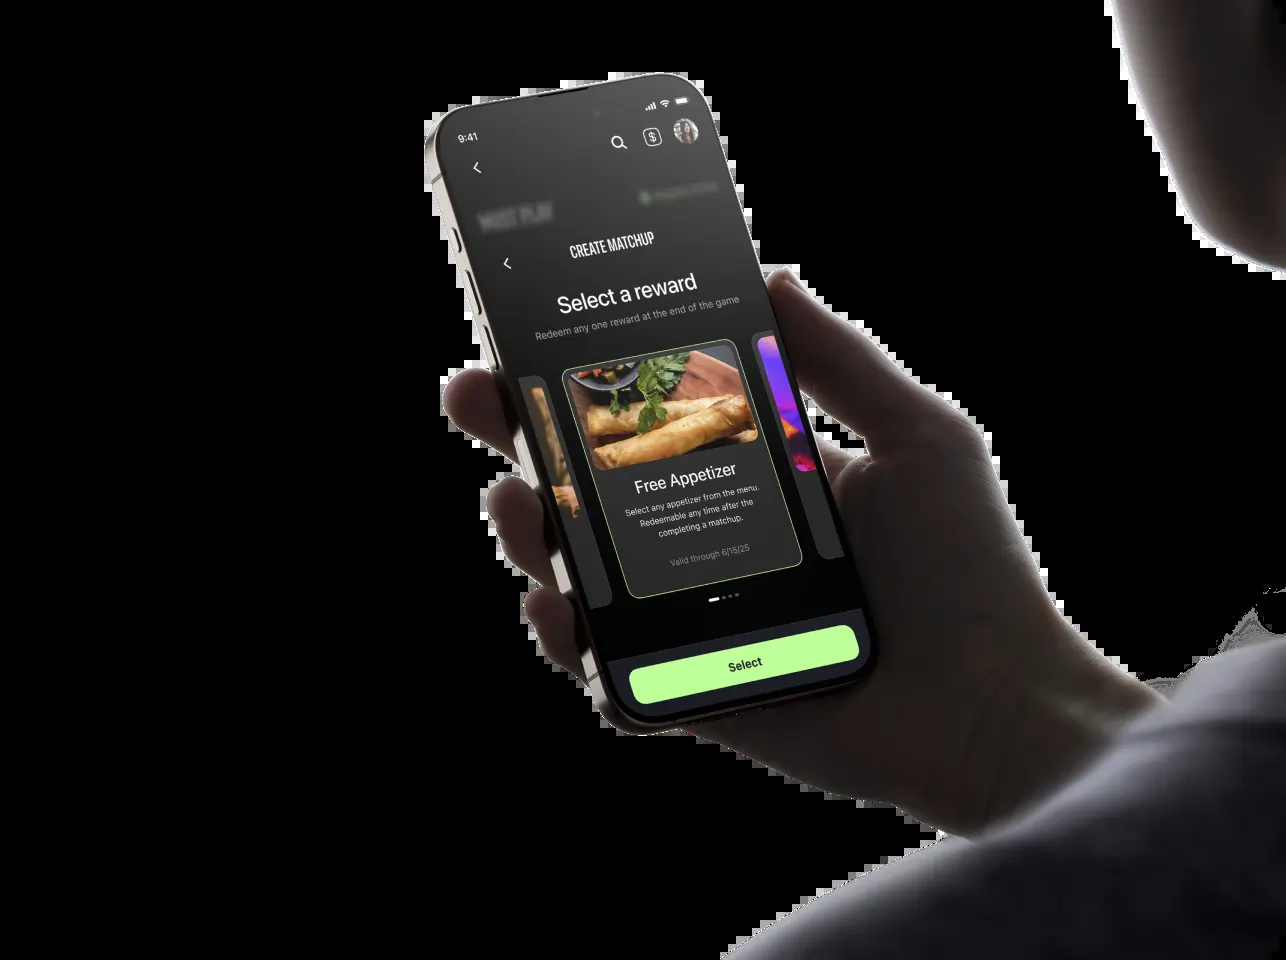 9:41
$
CREATE MATCHUP
Select a reward
Redeem any one reward at the end of the game
Free Appetizer
Select any appetizer from the menu.
Redeemable any time after the
completing a matchup.
Valid through 6/15/25
Select